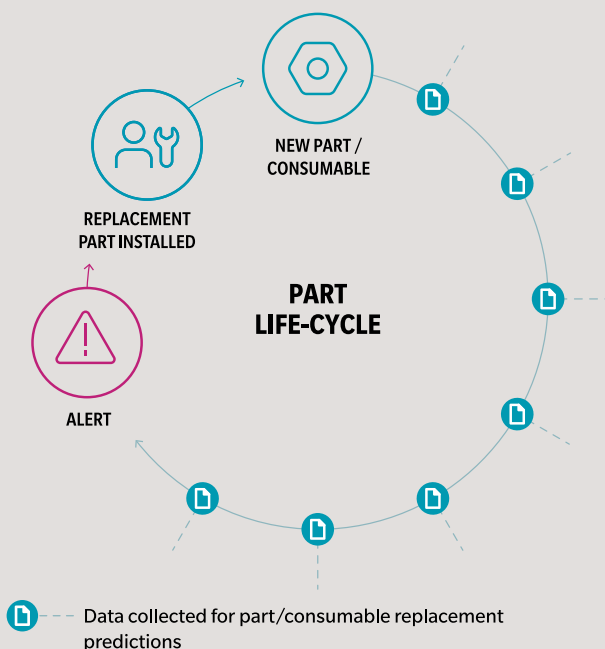 NEW PART /
CONSUMABLE
REPLACEMENT
PART INSTALLED
PART
LIFE-CYCLE
ALERT
Data collected for part/consumable replacement
predictions